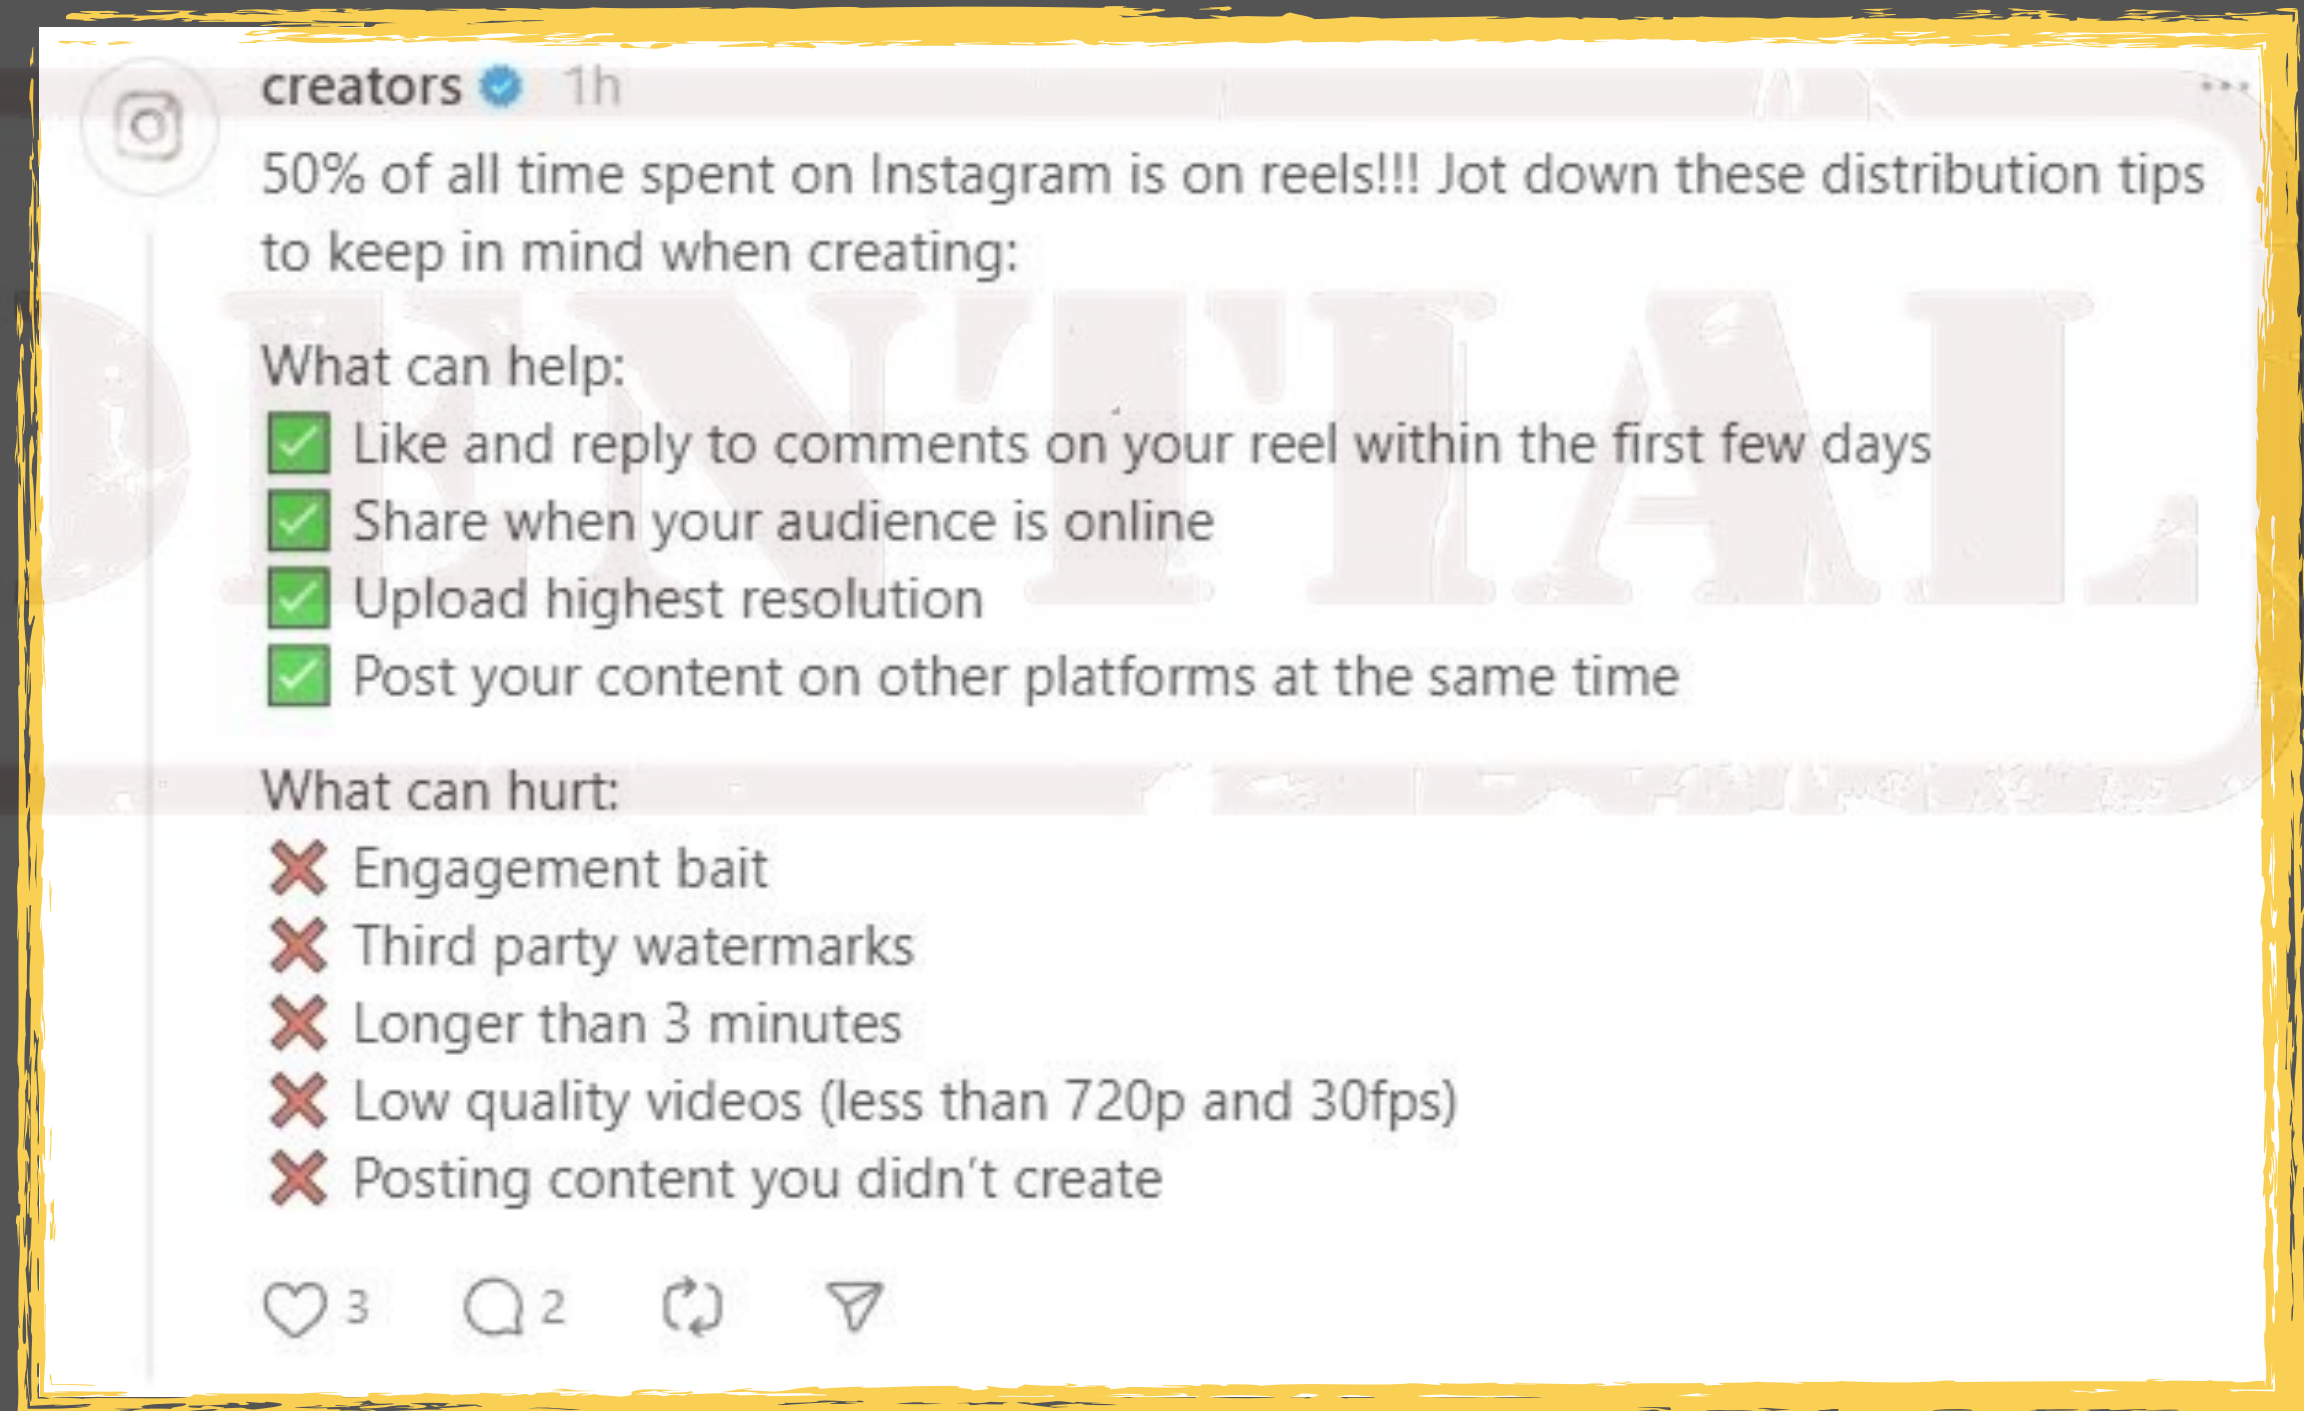 creators 1h
50% of all time spent on Instagram is on reels!!! Jot down these distribution tips
to keep in mind when creating:
What can help:
✅ Like and reply to comments on your reel within the first few days
✅ Share when your audience is online
✅ Upload highest resolution
✅ Post your content on other platforms at the same time
DENTIAL
What can hurt:
❌ Engagement bait
❌ Third party watermarks
❌ Longer than 3 minutes
❌ Low quality videos (less than 720p and 30fps)
❌ Posting content you didn't create
3 2